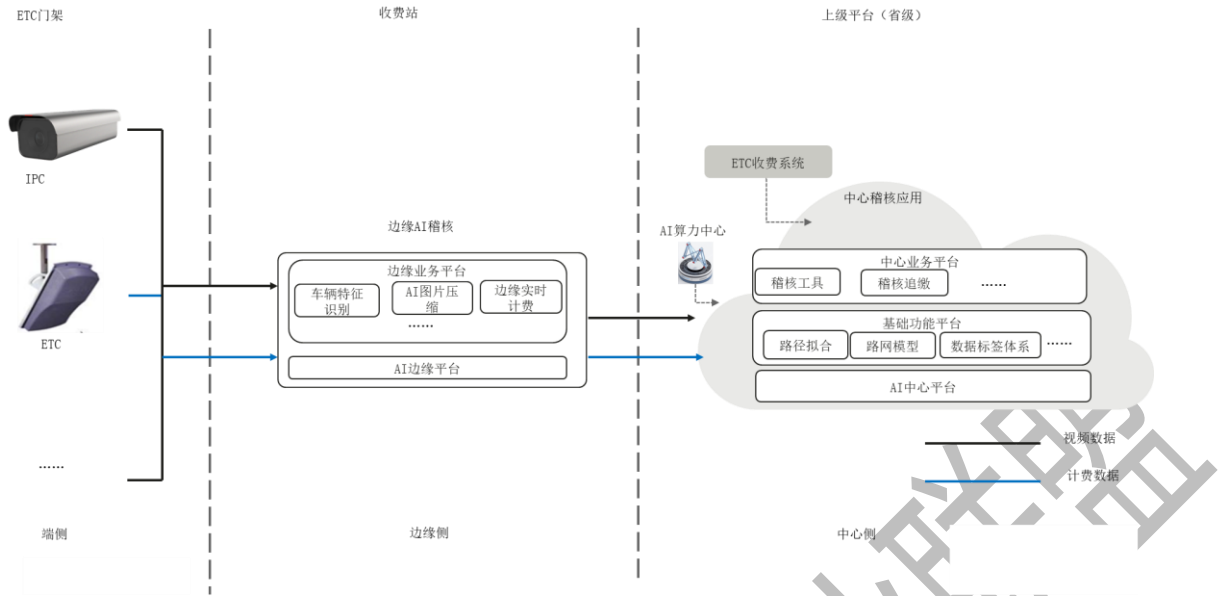 ETC门架
收费站
上级平台（省级）
IPC
ETC
……
端侧
边缘AI稽核
边缘业务平台
车辆特征
识别
AI图片压
缩
边缘实时
计费
……
AI边缘平台
边缘侧
ETC收费系统
AI算力中心
中心稽核应用
中心业务平台
稽核工具
稽核追缴
……
基础功能平台
路径拟合
路网模型
数据标签体系
……
AI中心平台
视频数据
计费数据
中心侧
联盟